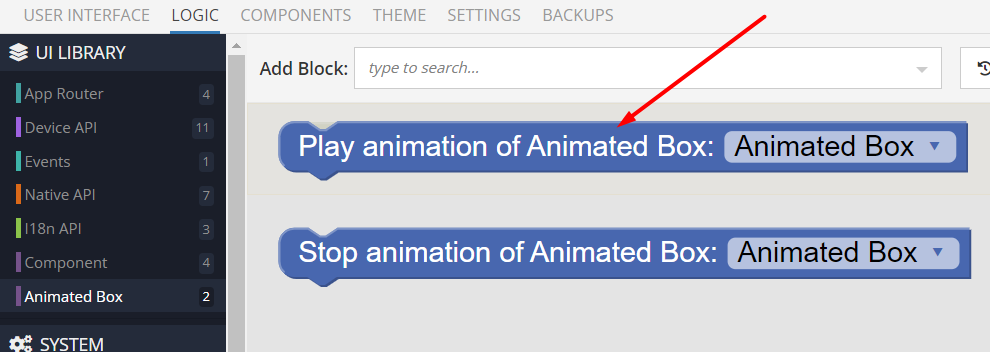 USER INTERFACE LOGIC COMPONENTS THEME SETTINGS BACKUPS
UI LIBRARY
App Router 4
Device API 11
Events 1
Native API 7
I18n API 3
Component 4
Animated Box 2
SYSTEM
Add Block: type to search...
Play animation of Animated Box: Animated Box
Stop animation of Animated Box: Animated Box